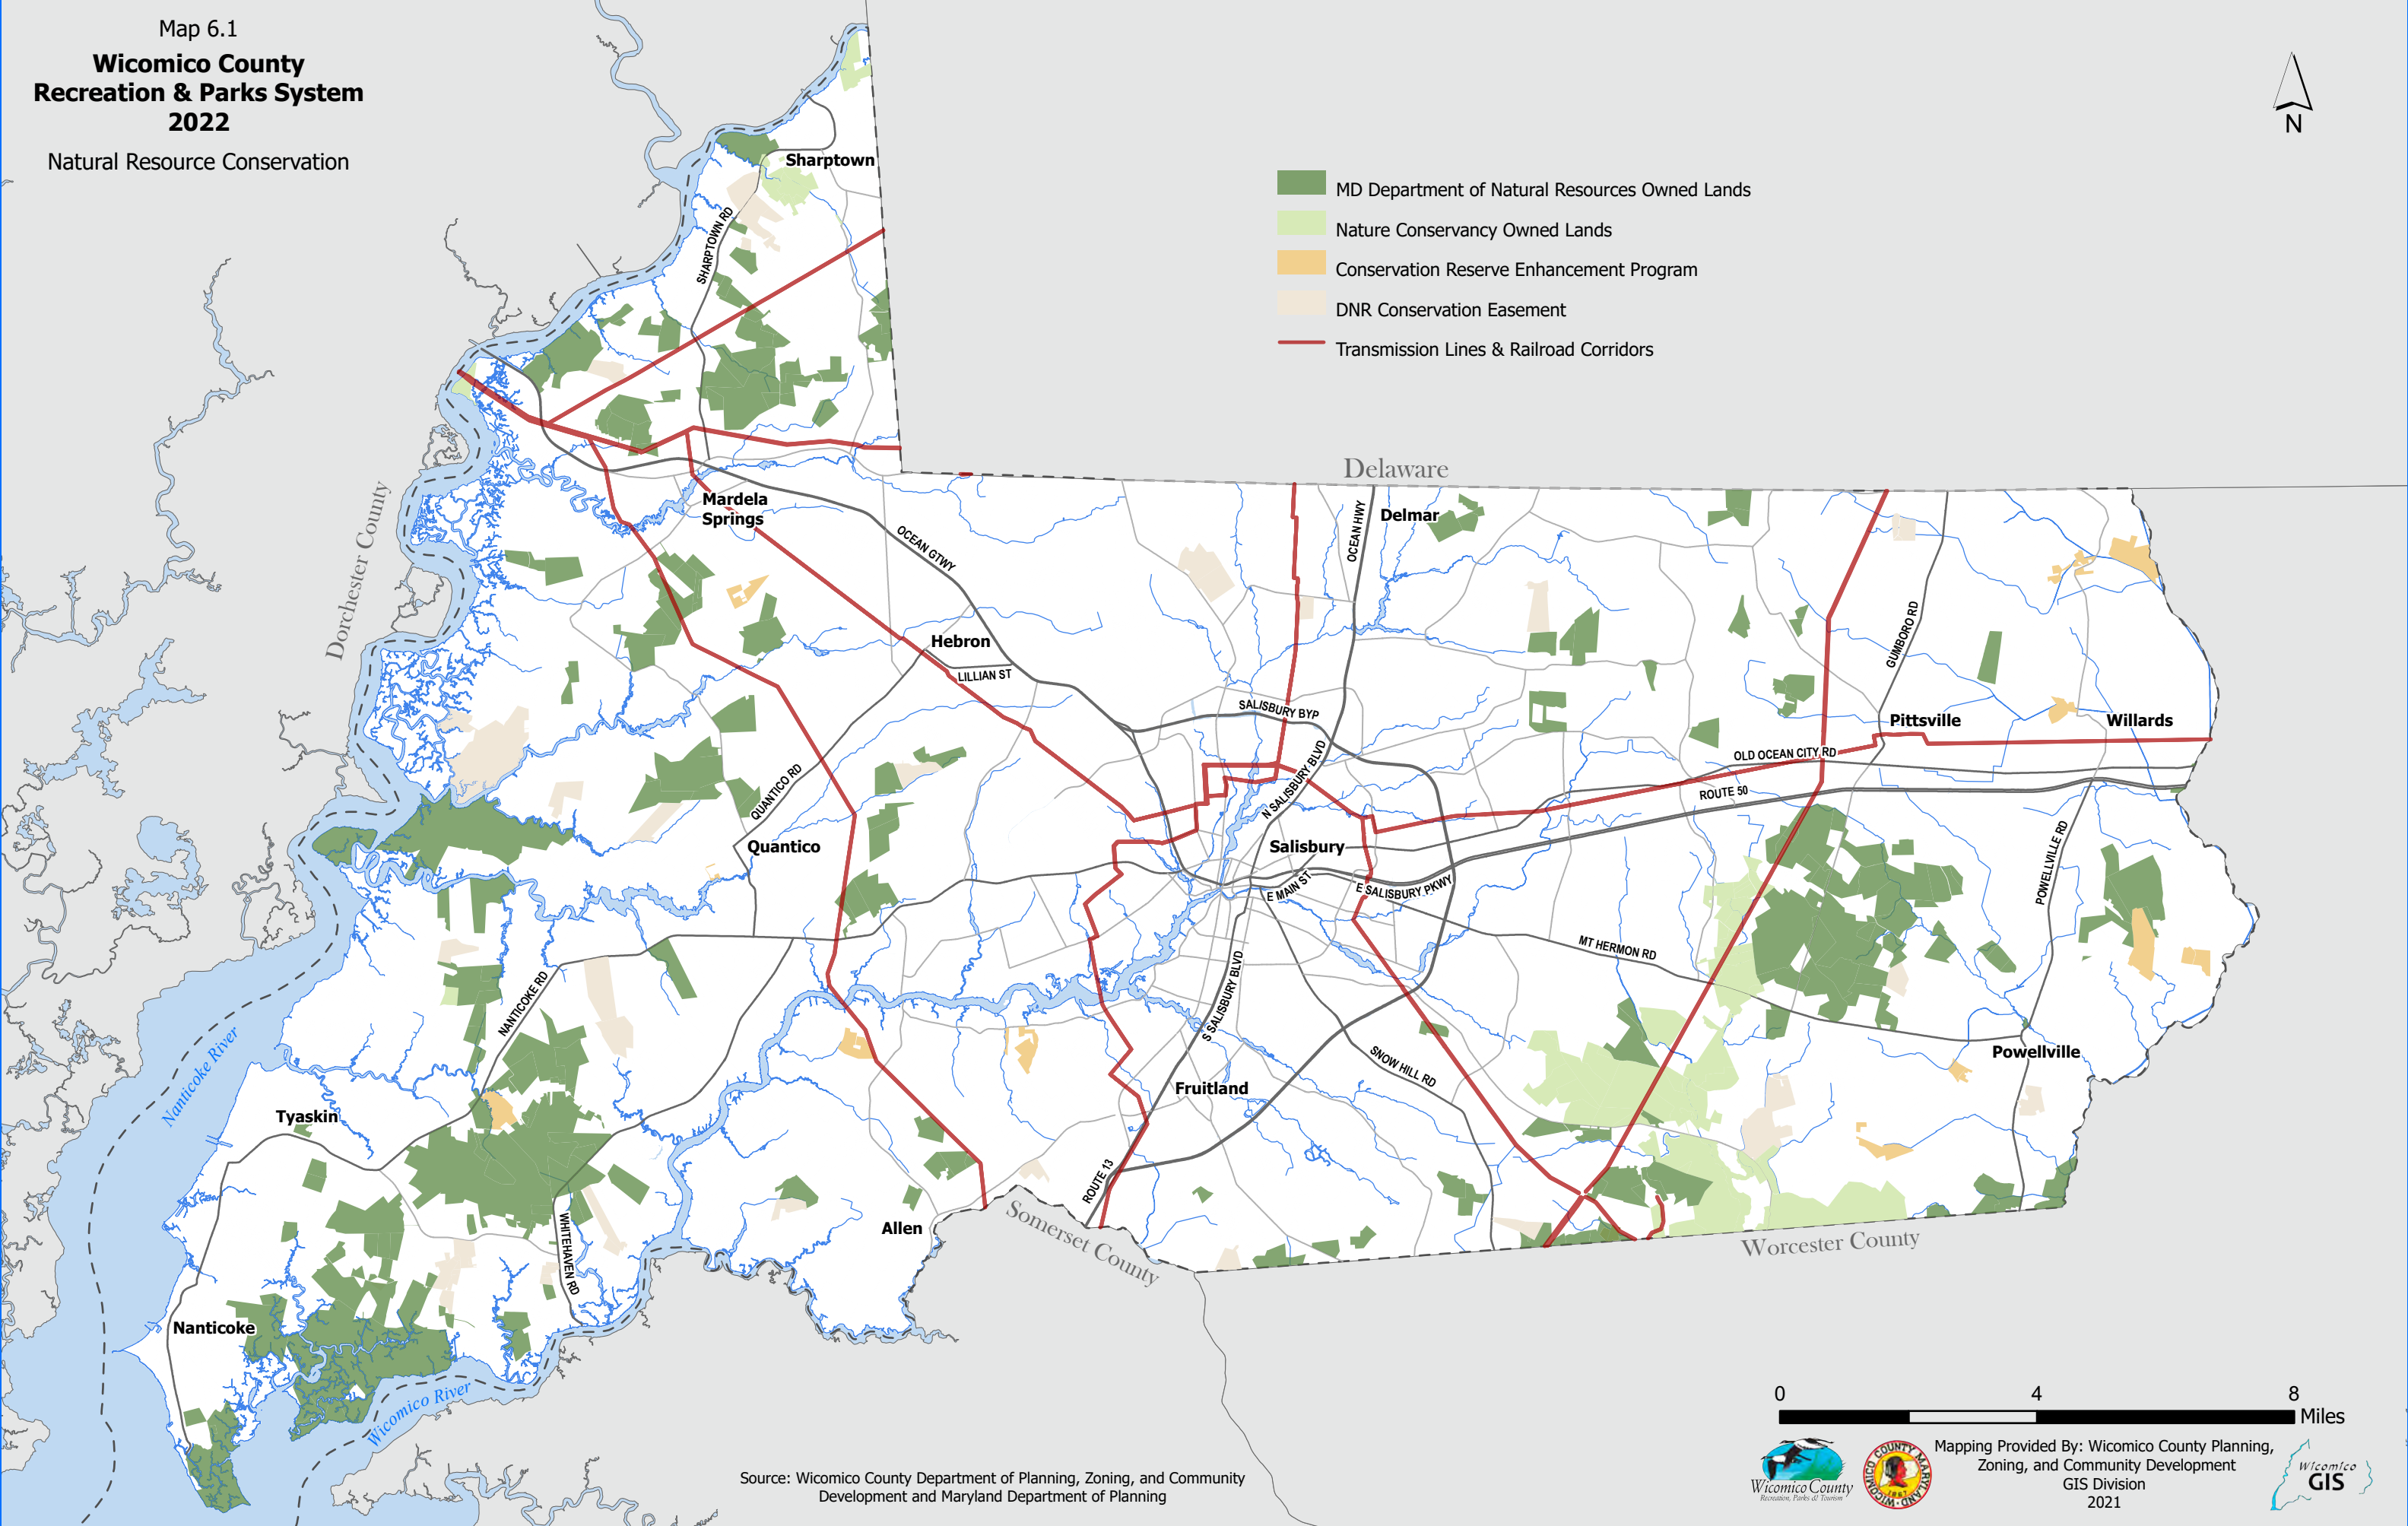 Map 6.1
Wicomico County
Recreation & Parks System
2022
Natural Resource Conservation
N
MD Department of Natural Resources Owned Lands
Nature Conservancy Owned Lands
Conservation Reserve Enhancement Program
DNR Conservation Easement
Transmission Lines & Railroad Corridors
Sharptown
SHARPTOWN RD
Delaware
Dorchester County
Mardela
Springs
OCEAN GTWY
OCEAN HWY
Delmar
Hebron
LILLIAN ST
GUMBORO RD
SALISBURY BYP
Pittsville
Willards
OLD OCEAN CITY RD
N SALISBURY BLVD
QUANTICO RD
ROUTE 50
Quantico
Salisbury
E MAIN ST
E SALISBURY PKWY
POWELLVILLE RD
MT HERMON RD
NANTICOKE RD
S SALISBURY BLVD
Nanticoke River
SNOW HILL RD
Powellville
Tyaskin
Fruitland
ROUTE 13
WHITEHAVEN RD
Allen
Somerset County
Worcester County
Nanticoke
Wicomico River
0 4 8
Miles
Source: Wicomico County Department of Planning, Zoning, and Community
Development and Maryland Department of Planning
Wicomico County
Recreation, Parks & Tourism
WICOMICO COUNTY MARYLAND
1867
Mapping Provided By: Wicomico County Planning,
Zoning, and Community Development
GIS Division
2021
Wicomico
GIS